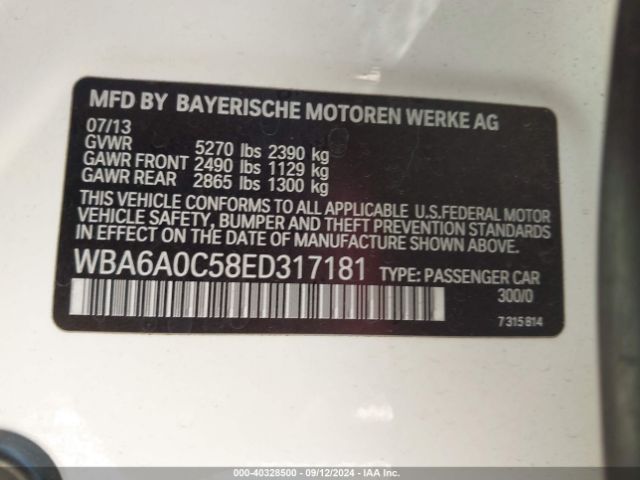 MFD BY BAYERISCHE MOTOREN WERKE AG
07/13
GVWR 5270 lbs 2390 kg
GAWR FRONT 2490 lbs 1129 kg
GAWR REAR 2865 lbs 1300 kg
THIS VEHICLE CONFORMS TO ALL APPLICABLE U.S.FEDERAL MOTOR
VEHICLE SAFETY, BUMPER AND THEFT PREVENTION STANDARDS
IN EFFECT ON THE DATE OF MANUFACTURE SHOWN ABOVE.
WBA6A0C58ED317181 TYPE: PASSENGER CAR
300/0
7315814
000-40328500 - 09/12/2024 - IAA Inc.